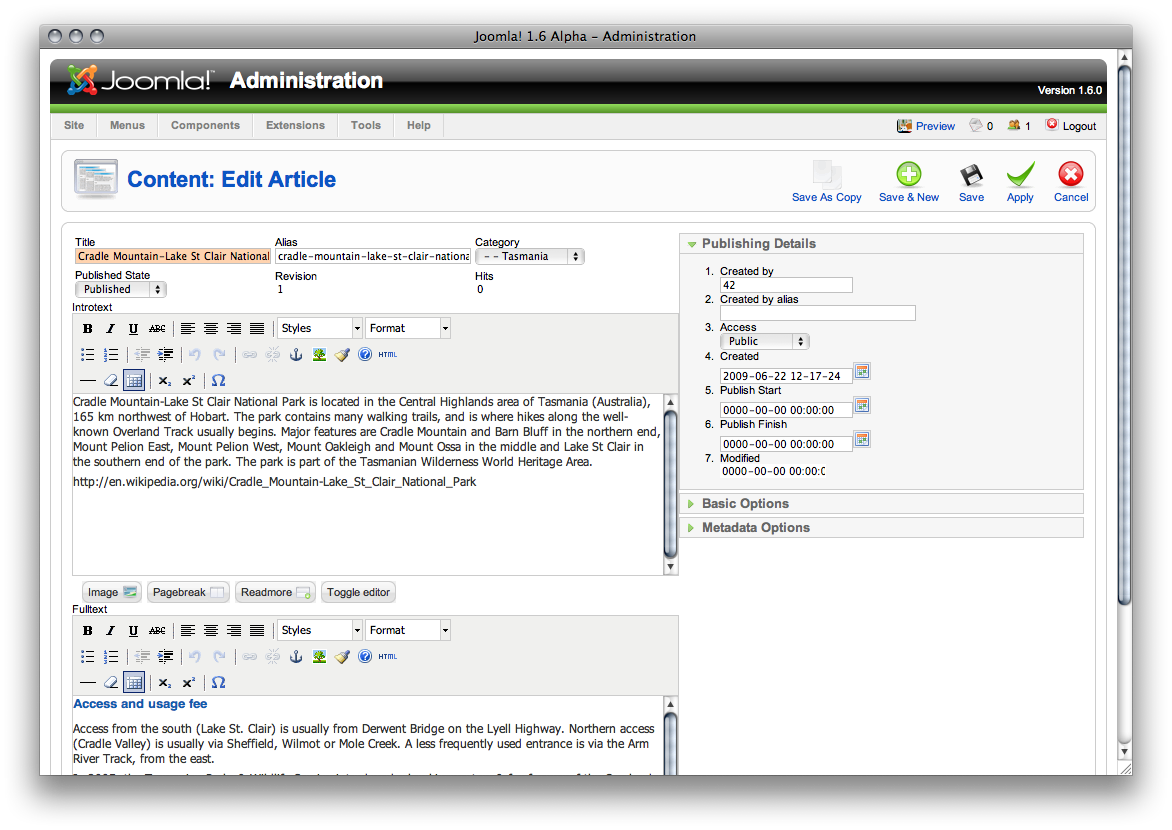 Joomla! 1.6 Alpha – Administration
Joomla!™ Administration
Version 1.6.0
Site Menus Components Extensions Tools Help Preview 0 1 Logout
Content: Edit Article
Save As Copy Save & New Save Apply Cancel
Title Alias Category
Cradle Mountain-Lake St Clair National cradle-mountain-lake-st-clair-nationa - - Tasmania
Published State Revision Hits
Published 1 0
Introtext
B I U ABC Styles Format
HTML
x₂ x² Ω
Cradle Mountain-Lake St Clair National Park is located in the Central Highlands area of Tasmania (Australia),
165 km northwest of Hobart. The park contains many walking trails, and is where hikes along the well-
known Overland Track usually begins. Major features are Cradle Mountain and Barn Bluff in the northern end,
Mount Pelion East, Mount Pelion West, Mount Oakleigh and Mount Ossa in the middle and Lake St Clair in
the southern end of the park. The park is part of the Tasmanian Wilderness World Heritage Area.
http://en.wikipedia.org/wiki/Cradle_Mountain-Lake_St_Clair_National_Park
Image Pagebreak Readmore Toggle editor
Fulltext
B I U ABC Styles Format
HTML
x₂ x² Ω
Access and usage fee
Access from the south (Lake St. Clair) is usually from Derwent Bridge on the Lyell Highway. Northern access
(Cradle Valley) is usually via Sheffield, Wilmot or Mole Creek. A less frequently used entrance is via the Arm
River Track, from the east.
Publishing Details
1. Created by
42
2. Created by alias
3. Access
Public
4. Created
2009-06-22 12-17-24
5. Publish Start
0000-00-00 00:00:00
6. Publish Finish
0000-00-00 00:00:00
7. Modified
0000-00-00 00:00:0
Basic Options
Metadata Options